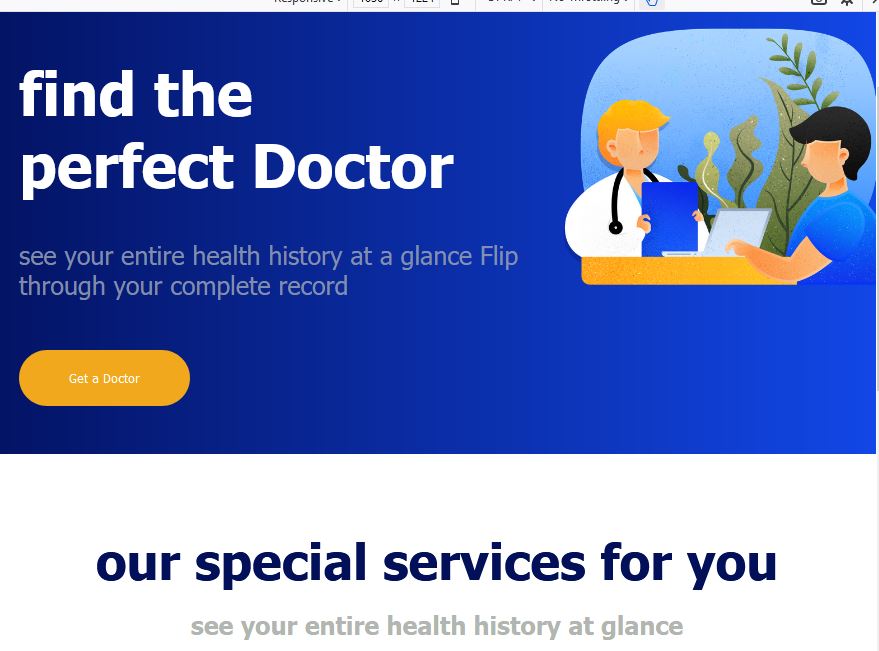 find the
perfect Doctor
see your entire health history at a glance Flip
through your complete record
Get a Doctor
our special services for you
see your entire health history at glance